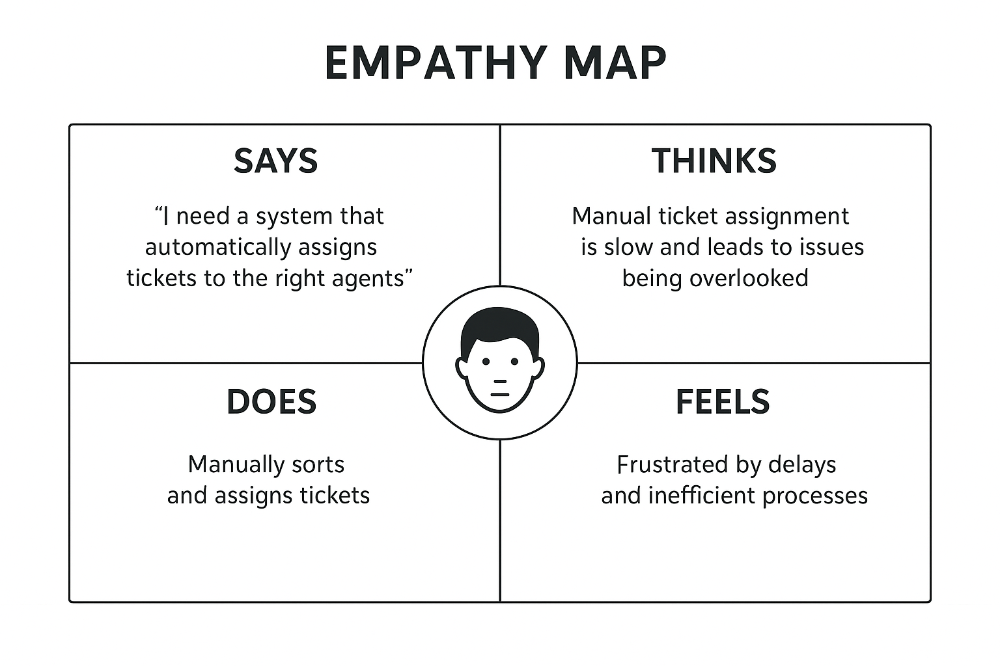 EMPATHY MAP
SAYS
“I need a system that
automatically assigns
tickets to the right agents”
THINKS
Manual ticket assignment
is slow and leads to issues
being overlooked
DOES
Manually sorts
and assigns tickets
FEELS
Frustrated by delays
and inefficient processes